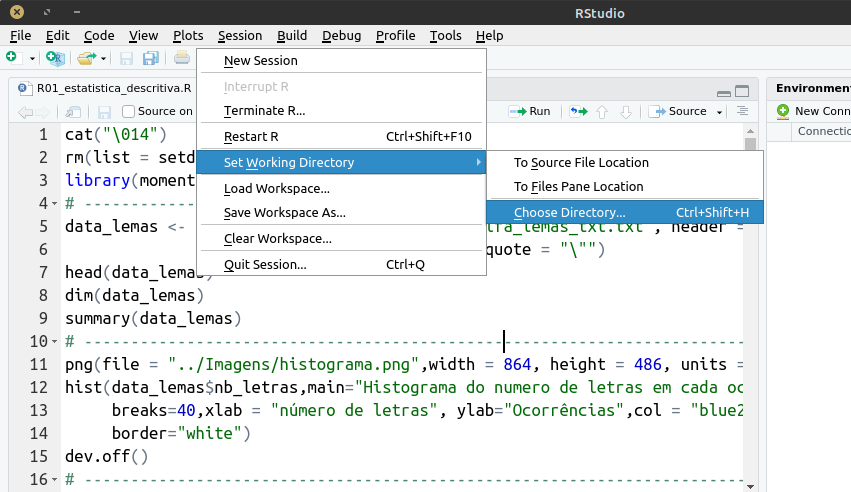 RStudio
File Edit Code View Plots Session Build Debug Profile Tools Help
New Session
Interrupt R
Terminate R...
Restart R Ctrl+Shift+F10
Set Working Directory
Load Workspace...
Save Workspace As...
Clear Workspace...
Quit Session... Ctrl+Q
To Source File Location
To Files Pane Location
Choose Directory... Ctrl+Shift+H
R01_estatistica_descritiva.R
Source on
Run
Source
Environmen
New Conn
Connectio
1 cat("\014")
2 rm(list = setd
3 library(moment
4 # ------------
5 data_lemas <- tra_lemas_txt.txt", header =
6 quote = "\"")
7 head(data_lemas)
8 dim(data_lemas)
9 summary(data_lemas)
10 # ----------------------------------------------------------------
11 png(file = "../Imagens/histograma.png",width = 864, height = 486, units =
12 hist(data_lemas$nb_letras,main="Histograma do numero de letras em cada oc
13 breaks=40,xlab = "número de letras", ylab="Ocorrências",col = "blue2
14 border="white")
15 dev.off()
16 # ----------------------------------------------------------------